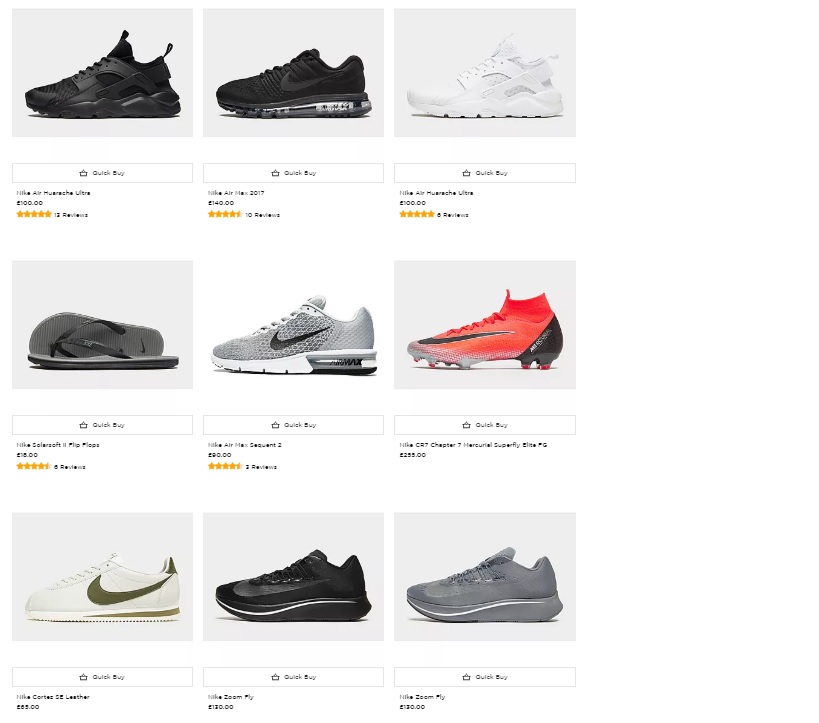 Quick Buy
Quick Buy
Quick Buy
Nike Air Huarache Ultra
£100.00
13 Reviews
Nike Air Max 2017
£140.00
10 Reviews
Nike Air Huarache Ultra
£100.00
6 Reviews
AIRMAX
Quick Buy
Quick Buy
Quick Buy
Nike Solarsoft II Flip Flops
£18.00
6 Reviews
Nike Air Max Sequent 2
£90.00
3 Reviews
Nike CR7 Chapter 7 Mercurial Superfly Elite FG
£255.00
Quick Buy
Quick Buy
Quick Buy
Nike Cortez SE Leather
£65.00
Nike Zoom Fly
£130.00
Nike Zoom Fly
£130.00